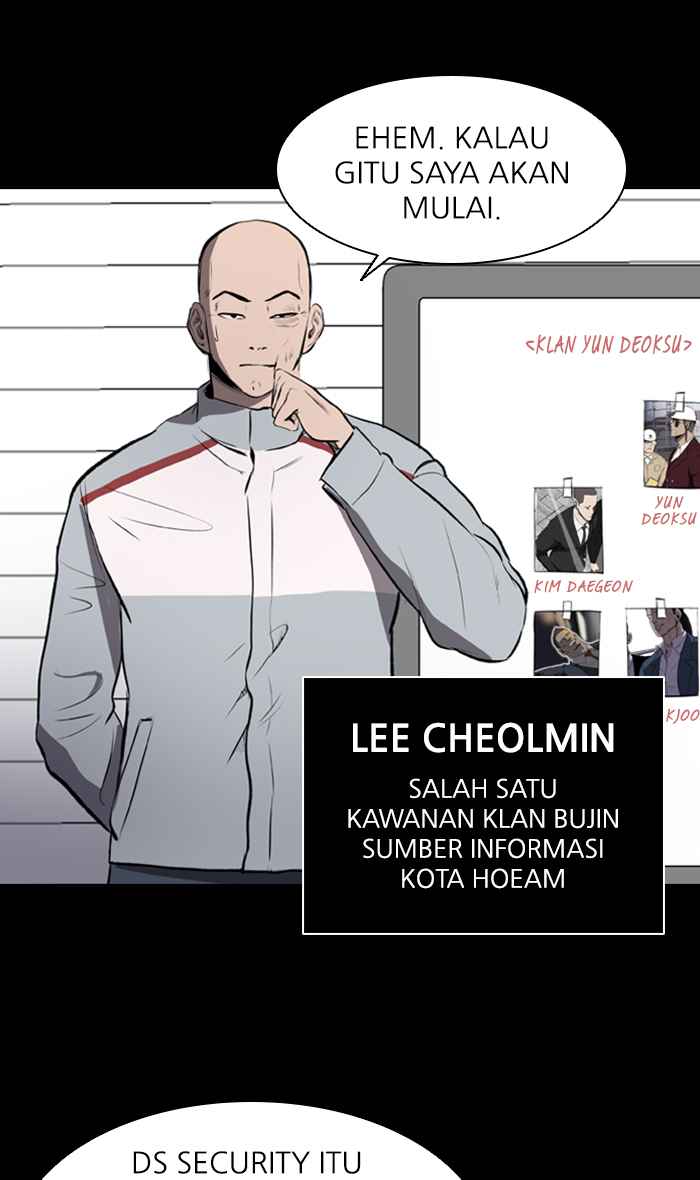 EHEM. KALAU
GITU SAYA AKAN
MULAI.
<KLAN YUN DEOKSU>
YUN
DEOKSU
KIM DAEGEON
KJOO
LEE CHEOLMIN
SALAH SATU
KAWANAN KLAN BUJIN
SUMBER INFORMASI
KOTA HOEAM
DS SECURITY ITU